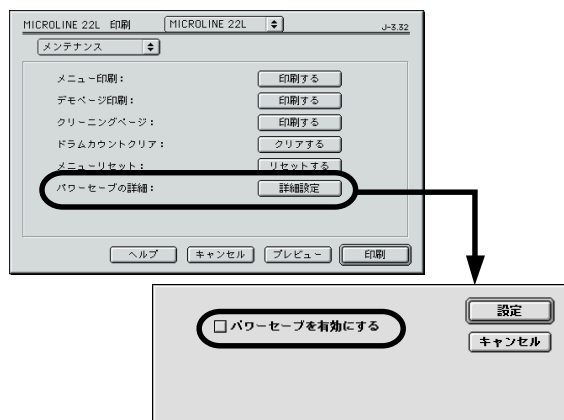 MICROLINE 22L 印刷 MICROLINE 22L J-3.32
メンテナンス
メニュー印刷： 印刷する
デモページ印刷： 印刷する
クリーニングページ： 印刷する
ドラムカウントクリア： クリアする
メニューリセット： リセットする
パワーセーブの詳細： 詳細設定
ヘルプ キャンセル プレビュー 印刷
パワーセーブを有効にする 設定
キャンセル